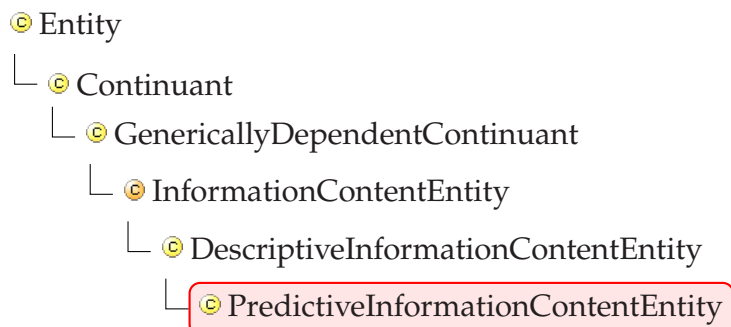 © Entity
© Continuant
© GenericallyDependentContinuant
© InformationContentEntity
© DescriptiveInformationContentEntity
© PredictiveInformationContentEntity